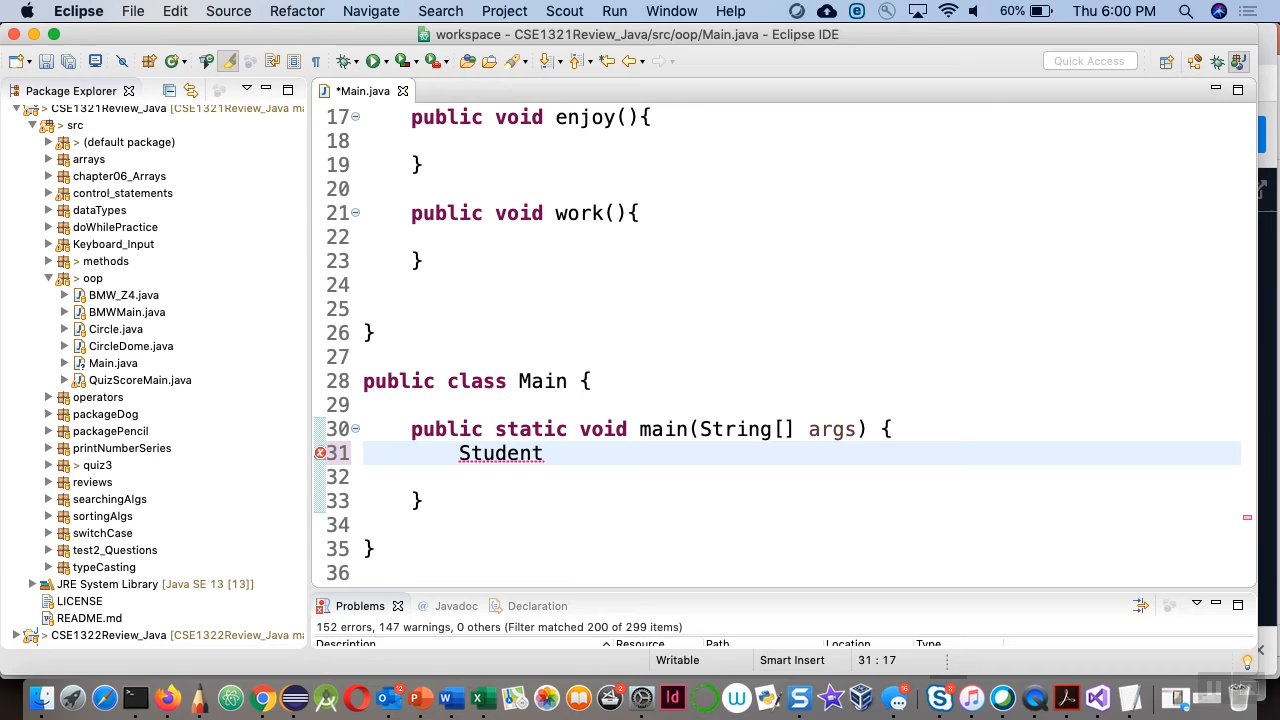 Eclipse File Edit Source Refactor Navigate Search Project Scout Run Window Help 60% Thu 6:00 PM
workspace - CSE1321Review_Java/src/oop/Main.java - Eclipse IDE
Quick Access
Package Explorer
*Main.java
> CSE1321Review_Java [CSE1321Review_Java ma
> src
> (default package)
arrays
chapter06_Arrays
control_statements
dataTypes
doWhilePractice
Keyboard_Input
> methods
> oop
BMW_Z4.java
BMWMain.java
Circle.java
CircleDome.java
Main.java
QuizScoreMain.java
operators
packageDog
packagePencil
printNumberSeries
> quiz3
reviews
searchingAlgs
sortingAlgs
switchCase
test2_Questions
typeCasting
JRE System Library [Java SE 13 [13]]
LICENSE
README.md
> CSE1322Review_Java [CSE1322Review_Java ma
17 public void enjoy(){
18
19 }
20
21 public void work(){
22
23 }
24
25
26 }
27
28 public class Main {
29
30 public static void main(String[] args) {
31 Student
32
33 }
34
35 }
36
Problems @ Javadoc Declaration
152 errors, 147 warnings, 0 others (Filter matched 200 of 299 items)
Description Resource Path Location Type
Writable Smart Insert 31 : 17